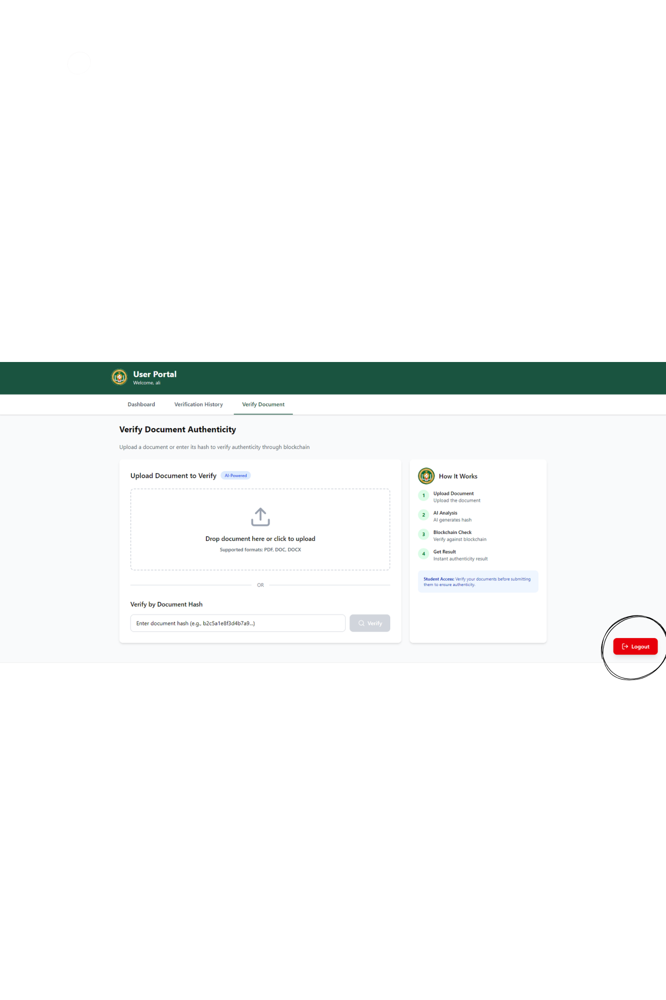 User Portal
Welcome, ali
Dashboard
Verification History
Verify Document
Verify Document Authenticity
Upload a document or enter its hash to verify authenticity through blockchain
Upload Document to Verify
AI-Powered
Drop document here or click to upload
Supported formats: PDF, DOC, DOCX
OR
Verify by Document Hash
Enter document hash (e.g., b2c5a1e8f3d4b7a9...)
Verify
How It Works
1
Upload Document
Upload the document
2
AI Analysis
AI generates hash
3
Blockchain Check
Verify against blockchain
4
Get Result
Instant authenticity result
Student Access: Verify your documents before submitting
them to ensure authenticity.
Logout